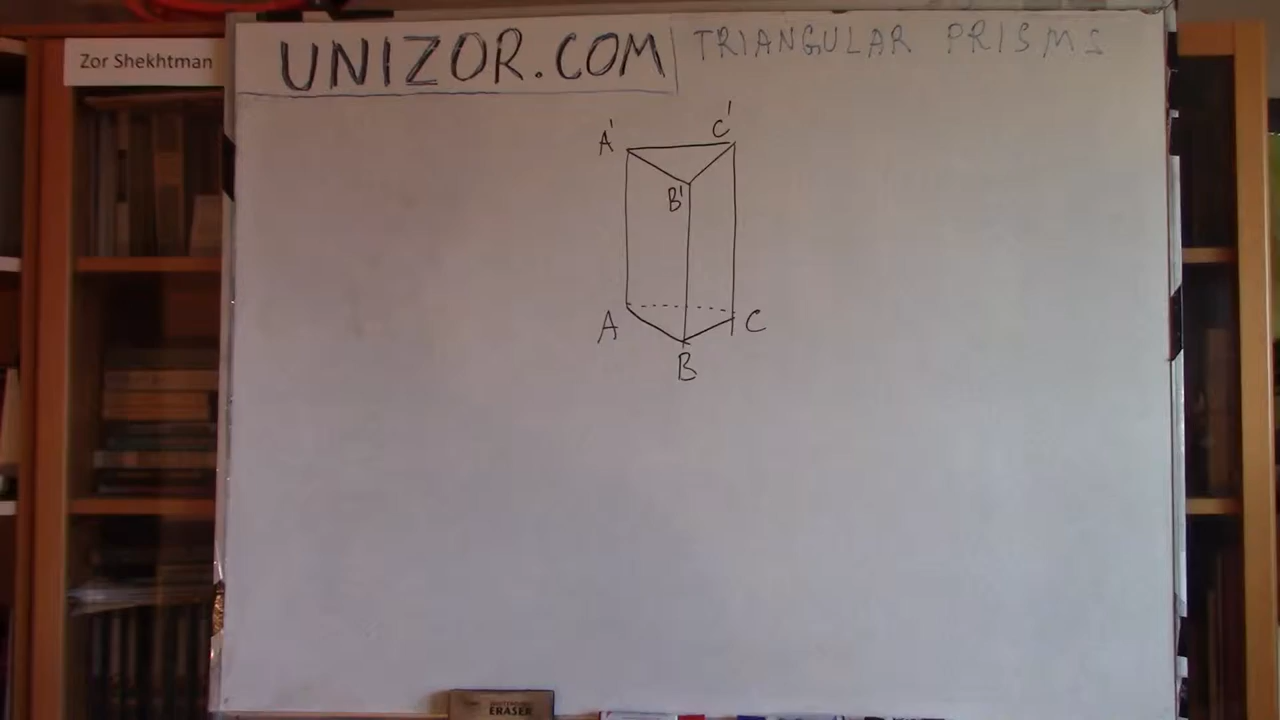 Zor Shekhtman
UNIZOR.COM
TRIANGULAR PRISMS
A' C'
B'
A C
B
ERASER